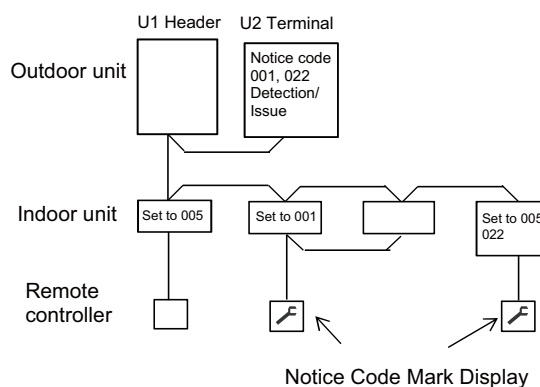 U1 Header U2 Terminal
Outdoor unit
Notice code
001, 022
Detection/
Issue
Indoor unit
Set to 005
Set to 001
Set to 005
022
Remote
controller
Notice Code Mark Display